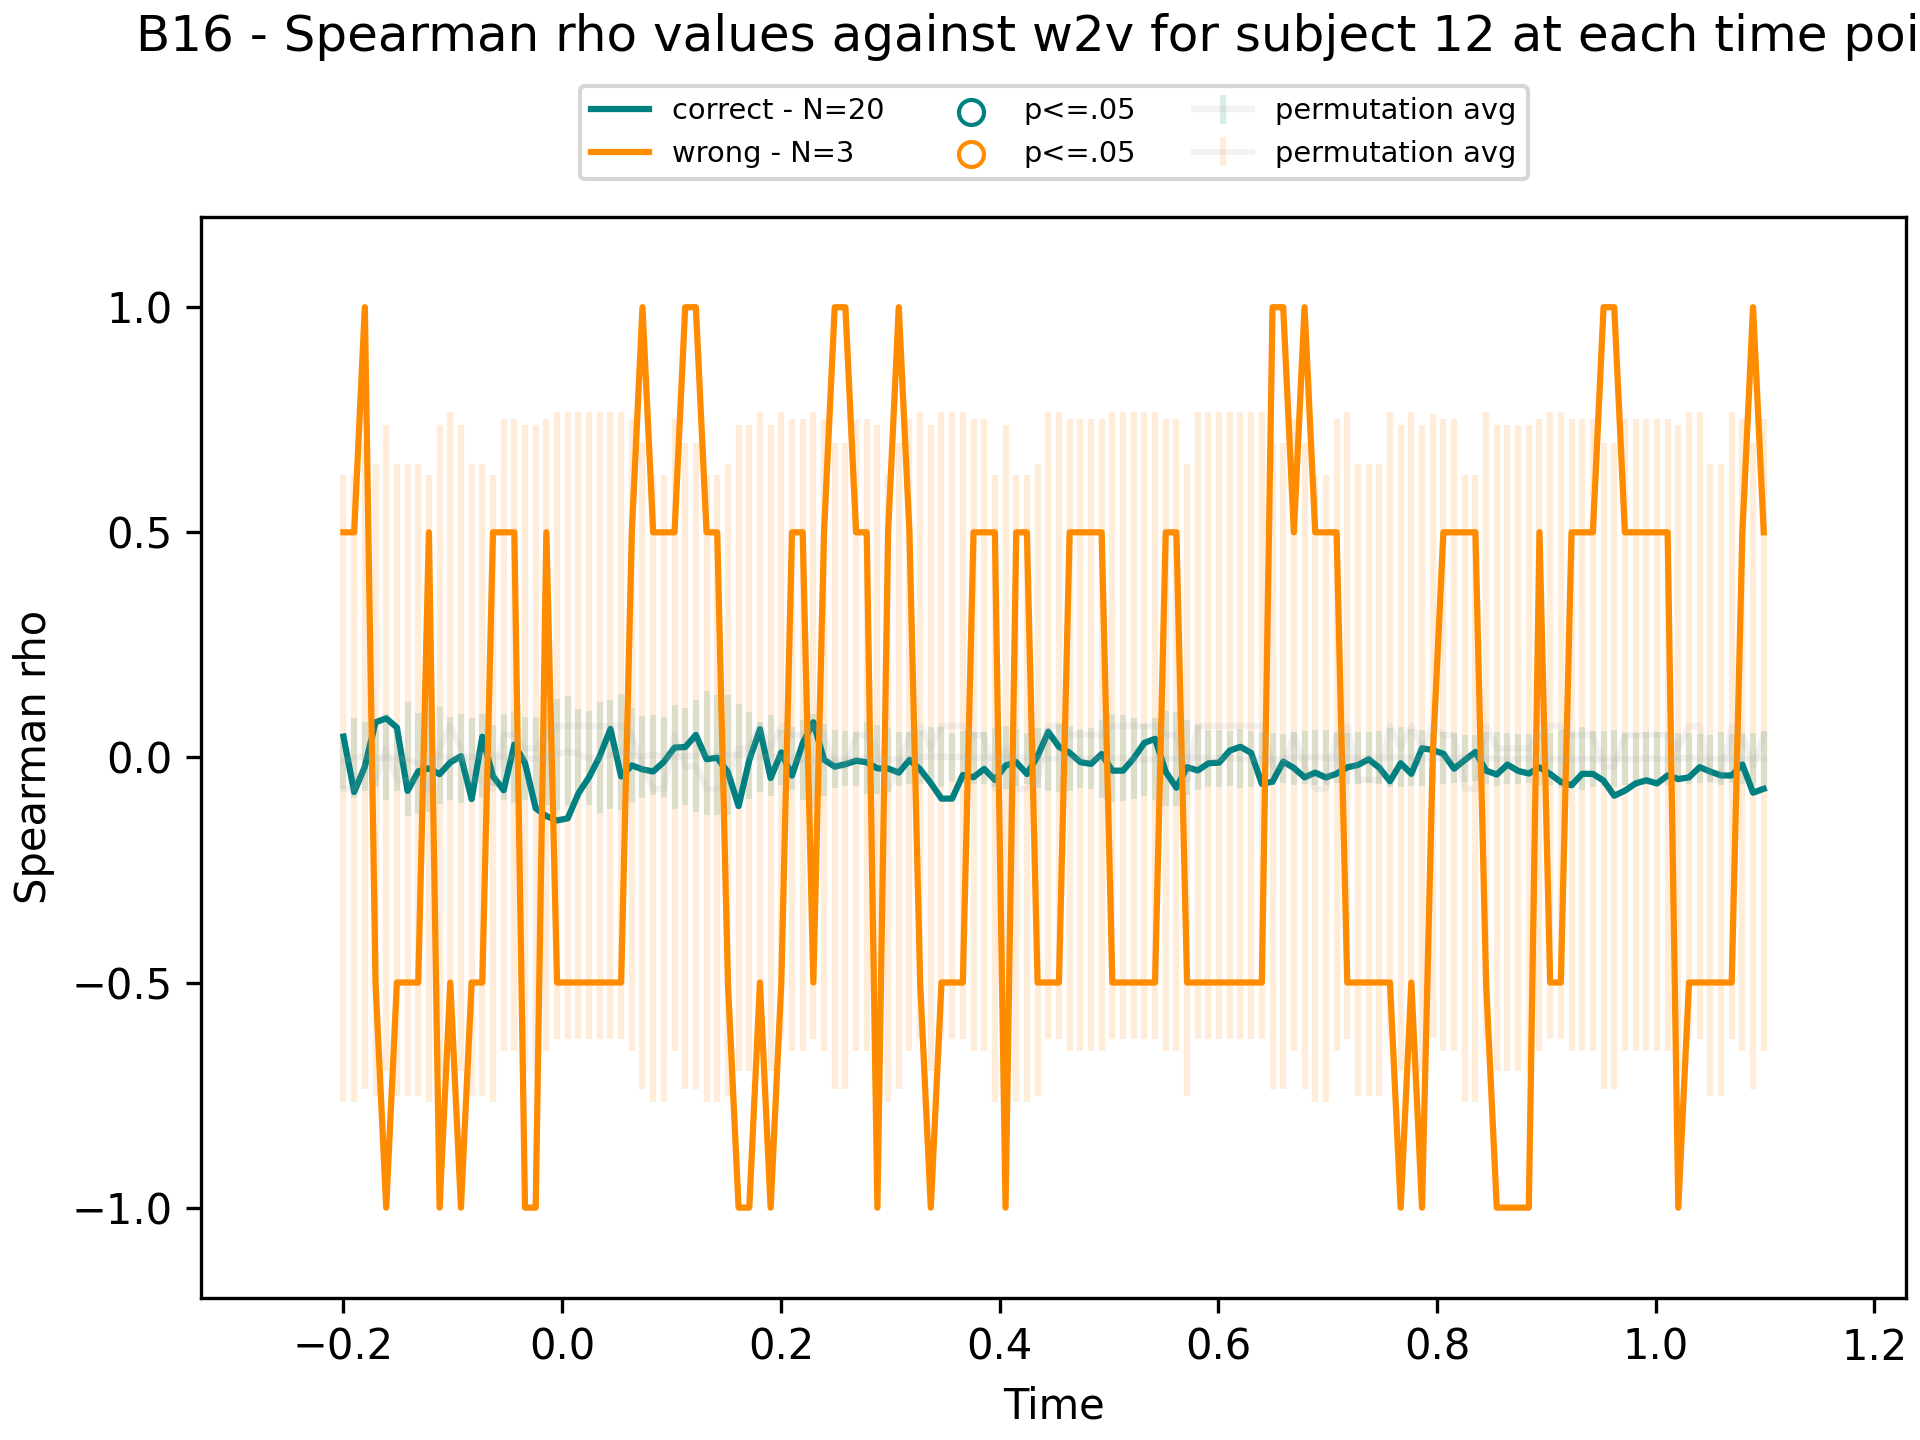 B16 - Spearman rho values against w2v for subject 12 at each time poi
correct - N=20
wrong - N=3
p<=.05
p<=.05
permutation avg
permutation avg
1.0
0.5
0.0
−0.5
−1.0
Spearman rho
−0.2 0.0 0.2 0.4 0.6 0.8 1.0 1.2
Time